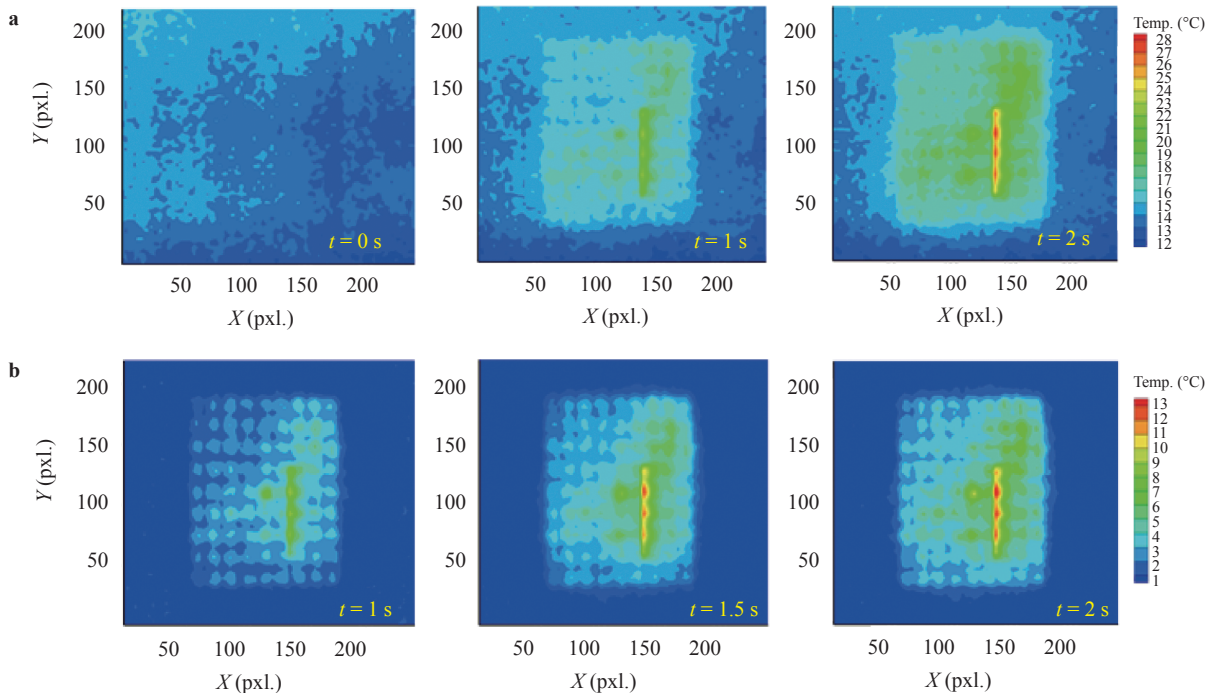 a
200
150
100
50
Y (pxl.)
t = 0 s
50 100 150 200
X (pxl.)
200
150
100
50
t = 1 s
50 100 150 200
X (pxl.)
200
150
100
50
t = 2 s
50 100 150 200
X (pxl.)
Temp. (°C)
28
27
26
25
24
23
22
21
20
19
18
17
16
15
14
13
12
b
200
150
100
50
Y (pxl.)
t = 1 s
50 100 150 200
X (pxl.)
200
150
100
50
t = 1.5 s
50 100 150 200
X (pxl.)
200
150
100
50
t = 2 s
50 100 150 200
X (pxl.)
Temp. (°C)
13
12
11
10
9
8
7
6
5
4
3
2
1